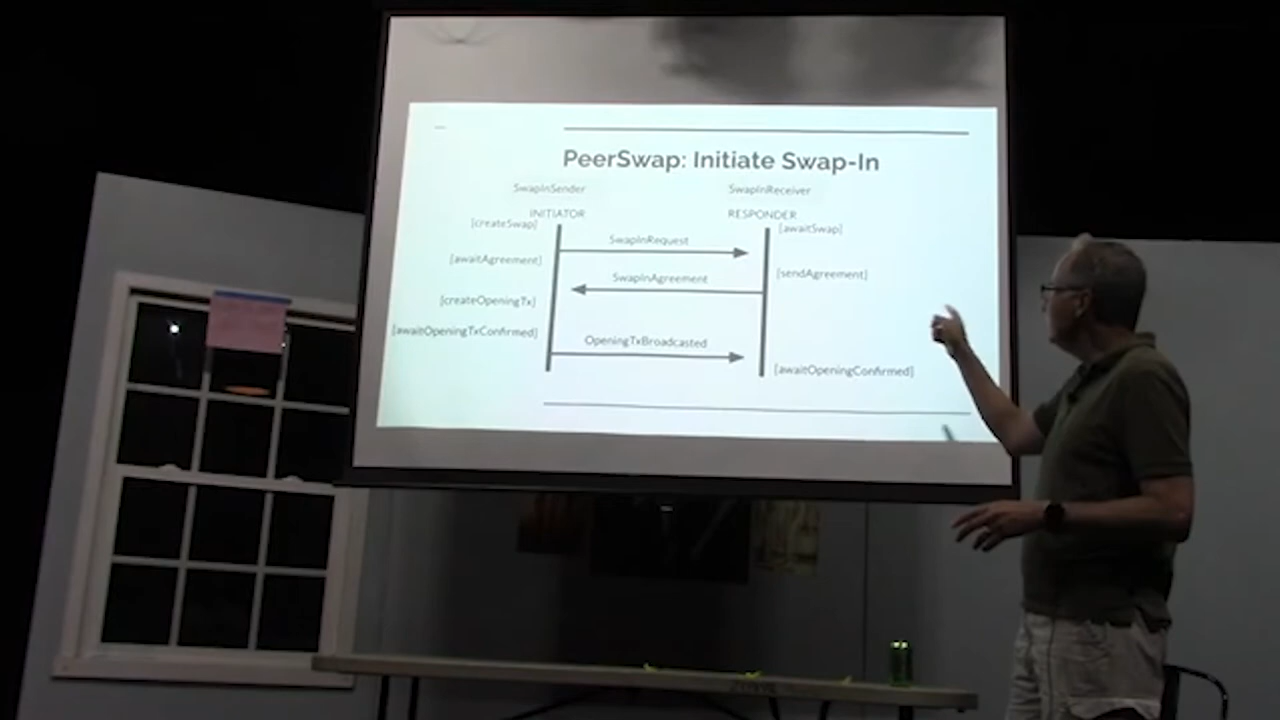 PeerSwap: Initiate Swap-In
SwapInSender
SwapInReceiver
INITIATOR
RESPONDER
[createSwap]
[awaitSwap]
SwapInRequest
[awaitAgreement]
SwapInAgreement
[sendAgreement]
[createOpeningTx]
[awaitOpeningTxConfirmed]
OpeningTxBroadcasted
[awaitOpeningConfirmed]